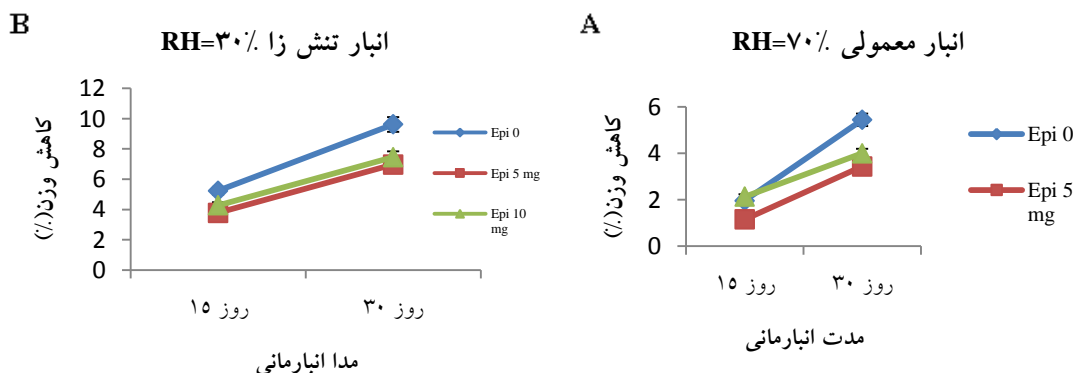 B
انبار تنش زا RH=۳۰٪
12
10
8
6
4
2
0
کاهش وزن(٪)
روز ۱۵
روز ۳۰
مدا انبارمانی
Epi 0
Epi 5 mg
Epi 10
mg
A
انبار معمولی RH=۷۰٪
6
4
2
0
کاهش وزن(٪)
روز ۱۵
روز ۳۰
مدت انبارمانی
Epi 0
Epi 5
mg